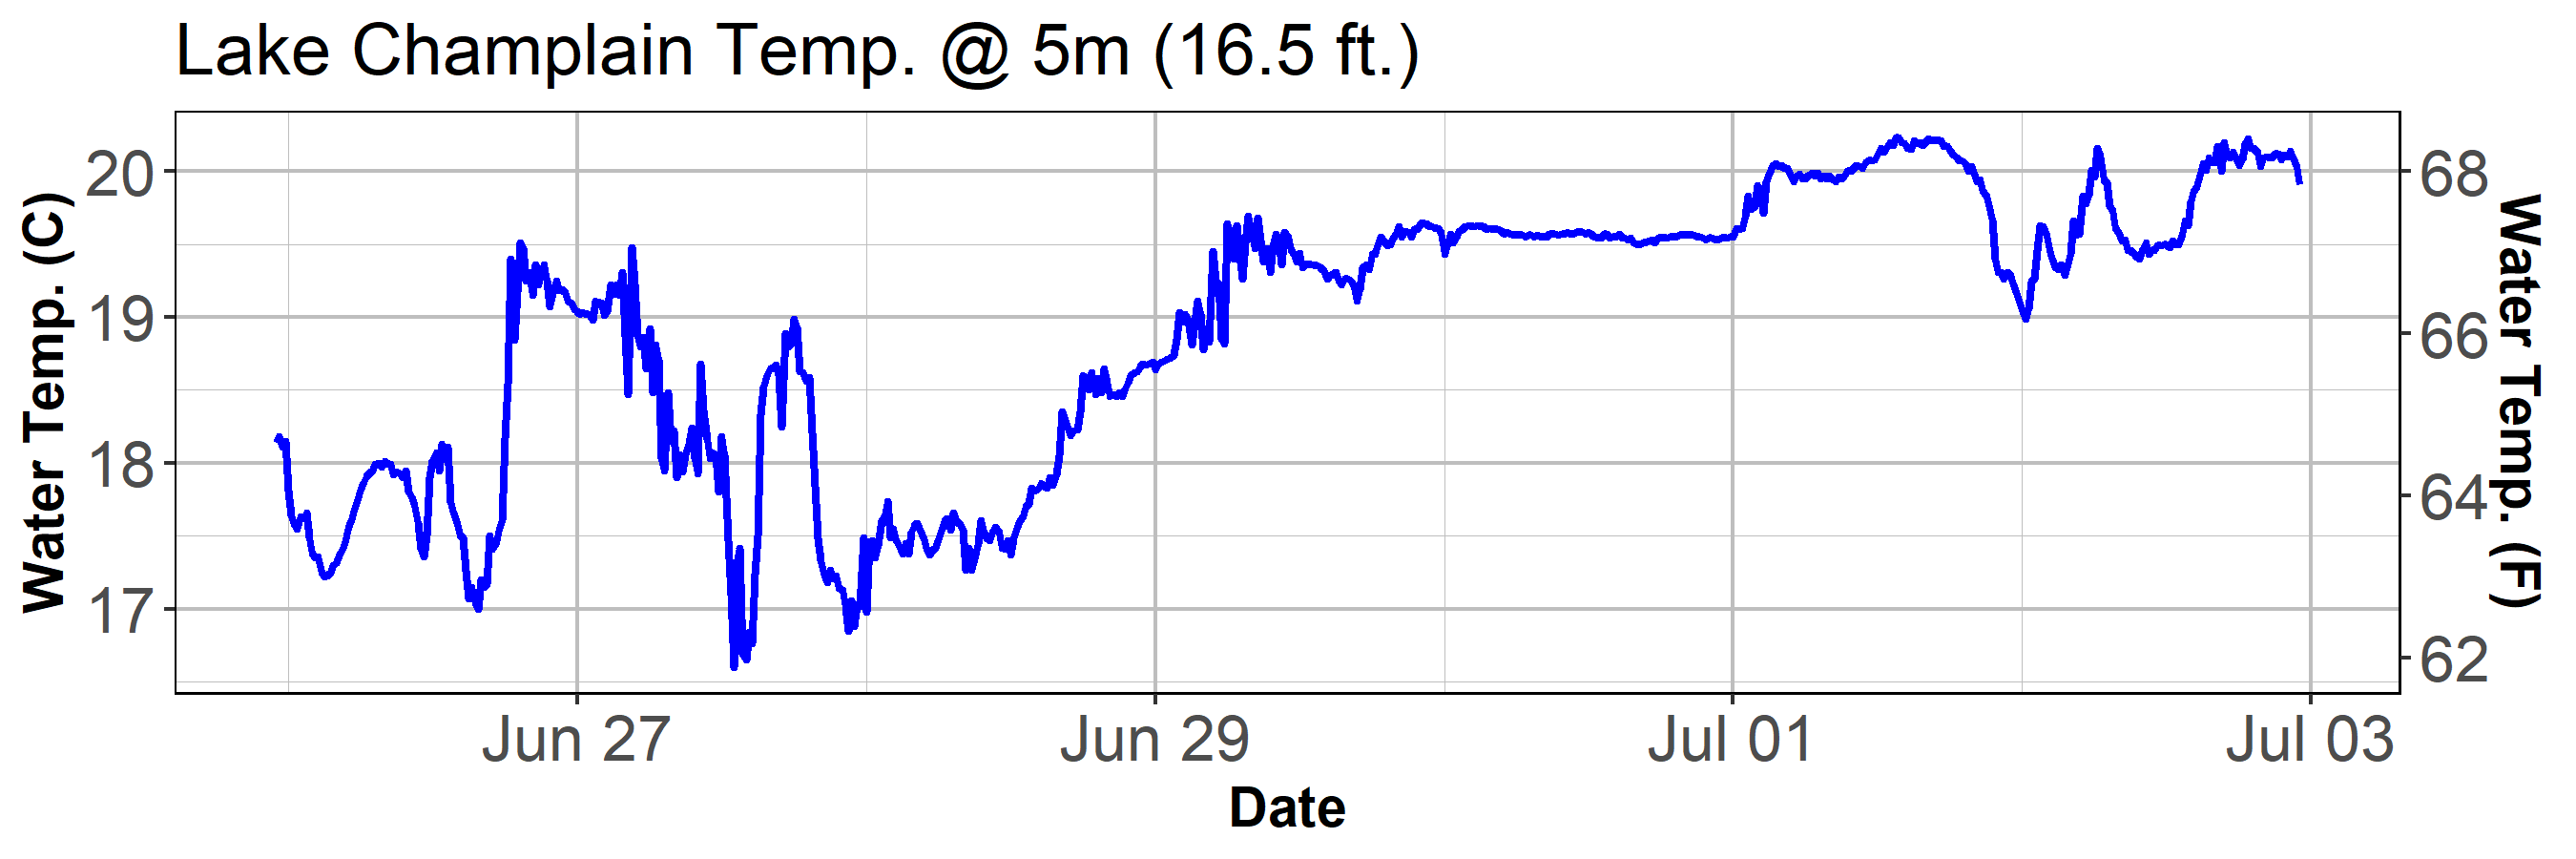 Lake Champlain Temp. @ 5m (16.5 ft.)
Water Temp. (C)
20
19
18
17
68
66
64
62
Water Temp. (F)
Jun 27
Jun 29
Jul 01
Jul 03
Date